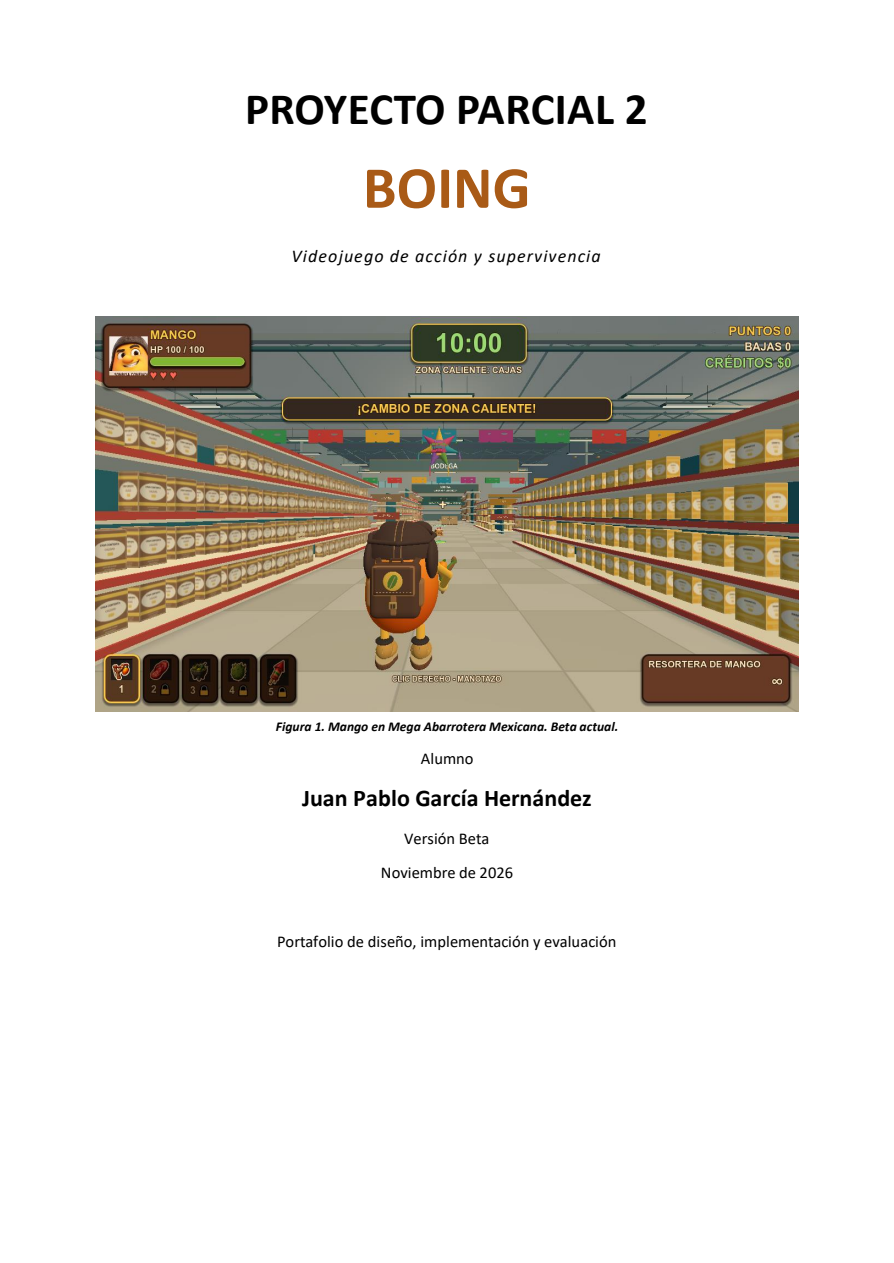 PROYECTO PARCIAL 2
BOING
Videojuego de acción y supervivencia
MANGO
HP 100 / 100
10:00
ZONA CALIENTE: CAJAS
PUNTOS 0
BAJAS 0
CRÉDITOS $0
¡CAMBIO DE ZONA CALIENTE!
BODEGA
1
2
3
4
5
CLIC DERECHO - MANOTAZO
RESORTERA DE MANGO
∞
Figura 1. Mango en Mega Abarrotera Mexicana. Beta actual.
Alumno
Juan Pablo García Hernández
Versión Beta
Noviembre de 2026
Portafolio de diseño, implementación y evaluación